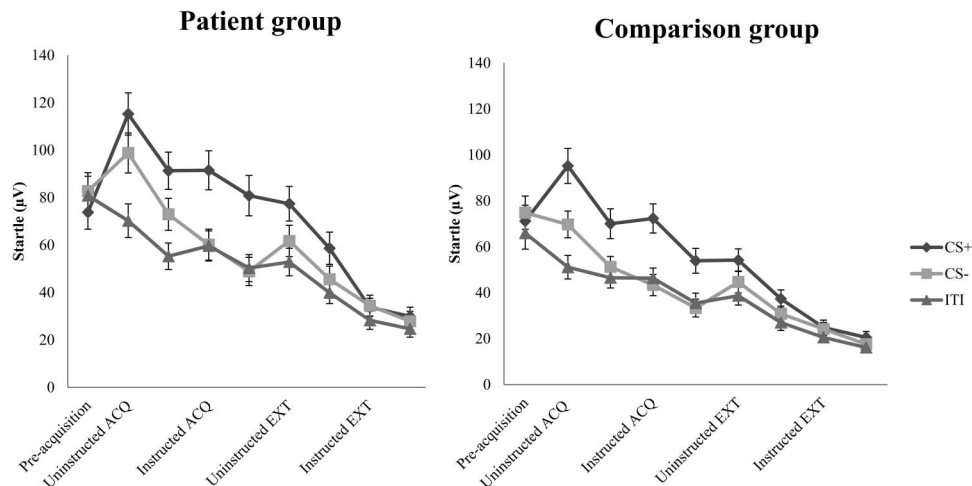 Patient group
Startle (µV)
140
120
100
80
60
40
20
0
Pre-acquisition
Uninstructed ACQ
Instructed ACQ
Uninstructed EXT
Instructed EXT
Comparison group
Startle (µV)
140
120
100
80
60
40
20
0
Pre-acquisition
Uninstructed ACQ
Instructed ACQ
Uninstructed EXT
Instructed EXT
CS+
CS-
ITI